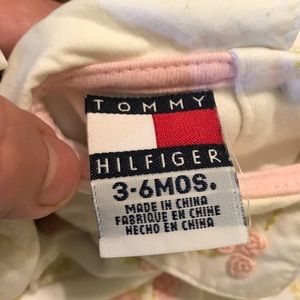 TOMMY
HILFIGER
3-6MOS.
MADE IN CHINA
FABRIQUE EN CHINE
HECHO EN CHINA